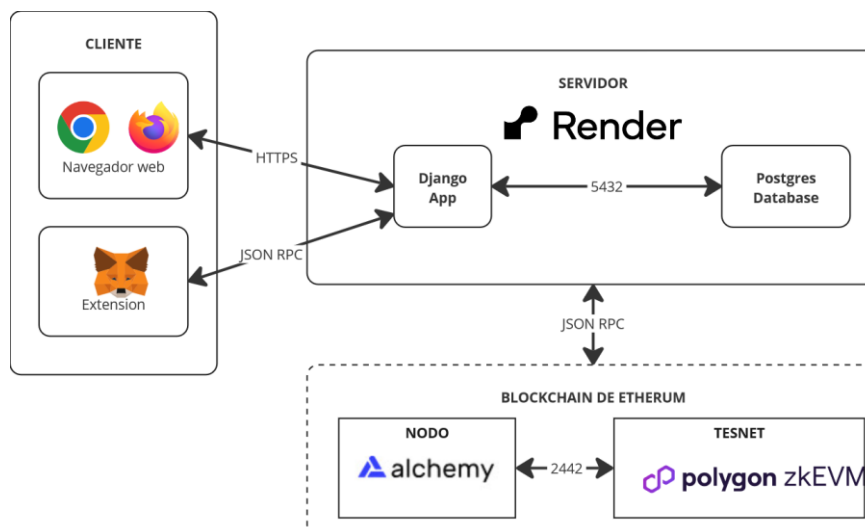 CLIENTE
Navegador web
Extension
HTTPS
JSON RPC
SERVIDOR
Render
Django
App
5432
Postgres
Database
JSON RPC
BLOCKCHAIN DE ETHERUM
NODO
alchemy
2442
TESNET
polygon zkEVM